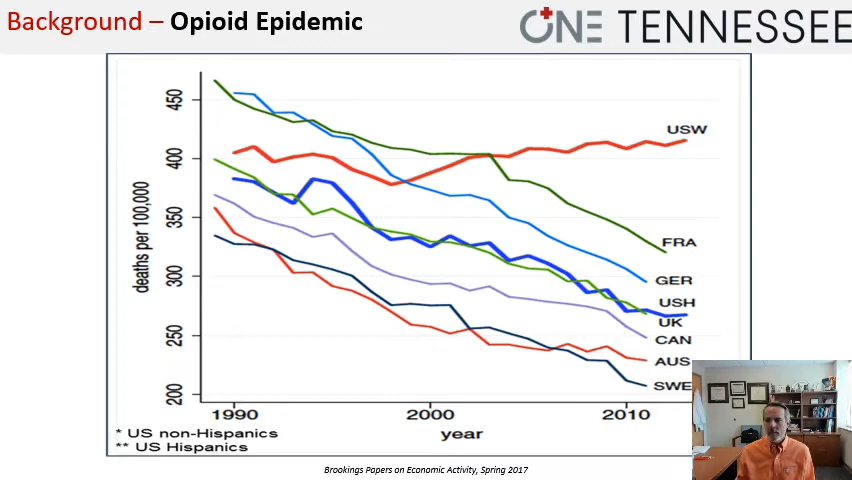 Background – Opioid Epidemic
ONE TENNESSEE
450
400
350
300
250
200
deaths per 100,000
USW
FRA
GER
USH
UK
CAN
AUS
SWE
1990
2000
2010
year
* US non-Hispanics
** US Hispanics
Brookings Papers on Economic Activity, Spring 2017